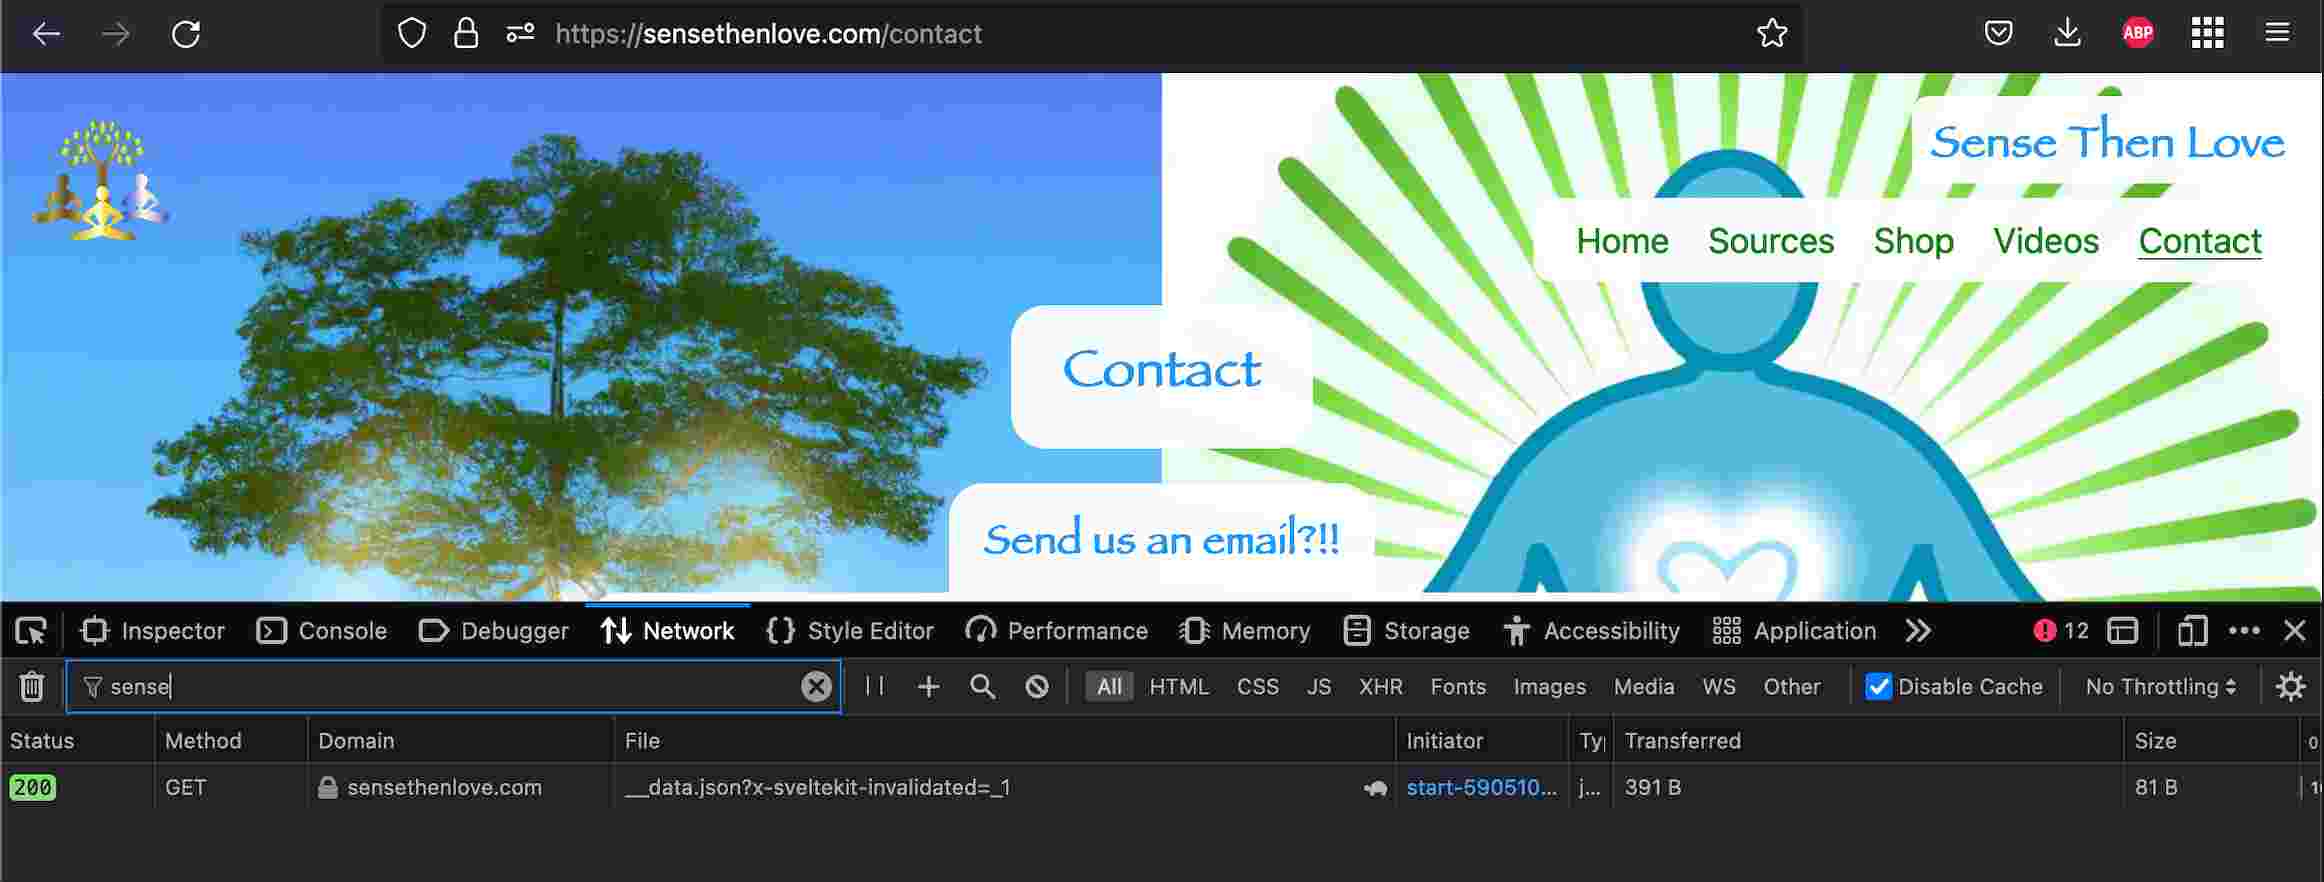 https://sensethenlove.com/contact
ABP
Sense Then Love
Home Sources Shop Videos Contact
Contact
Send us an email?!!
Inspector Console Debugger Network Style Editor Performance Memory Storage Accessibility Application 12
sense All HTML CSS JS XHR Fonts Images Media WS Other Disable Cache No Throttling
Status Method Domain File Initiator Ty Transferred Size 0
200 GET sensethenlove.com __data.json?x-sveltekit-invalidated=_1 start-590510... j... 391 B 81 B